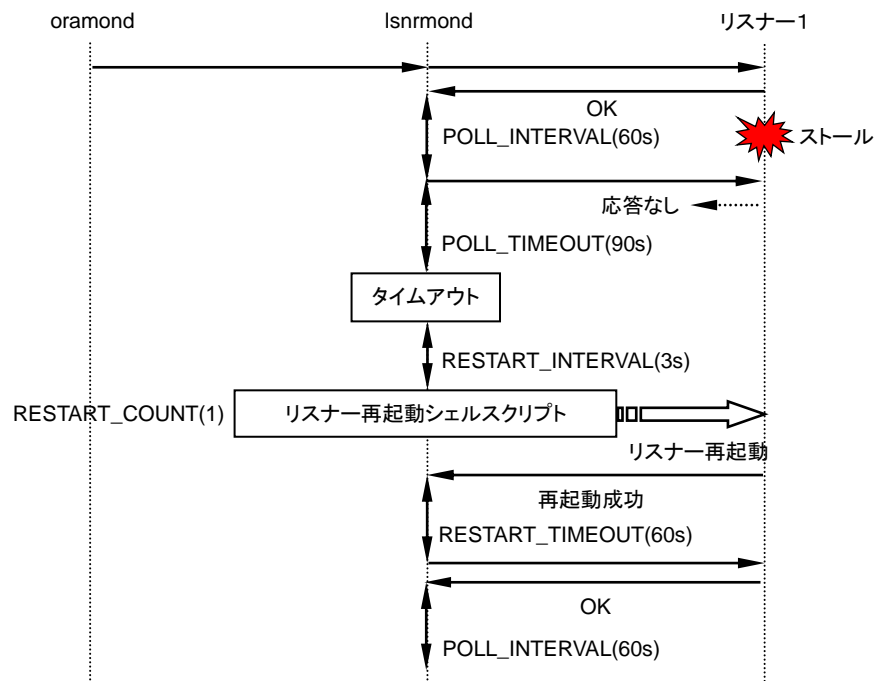 oramond
lsnrmond
リスナー1
OK
POLL_INTERVAL(60s)
ストール
応答なし
POLL_TIMEOUT(90s)
タイムアウト
RESTART_INTERVAL(3s)
RESTART_COUNT(1)
リスナー再起動シェルスクリプト
リスナー再起動
再起動成功
RESTART_TIMEOUT(60s)
OK
POLL_INTERVAL(60s)